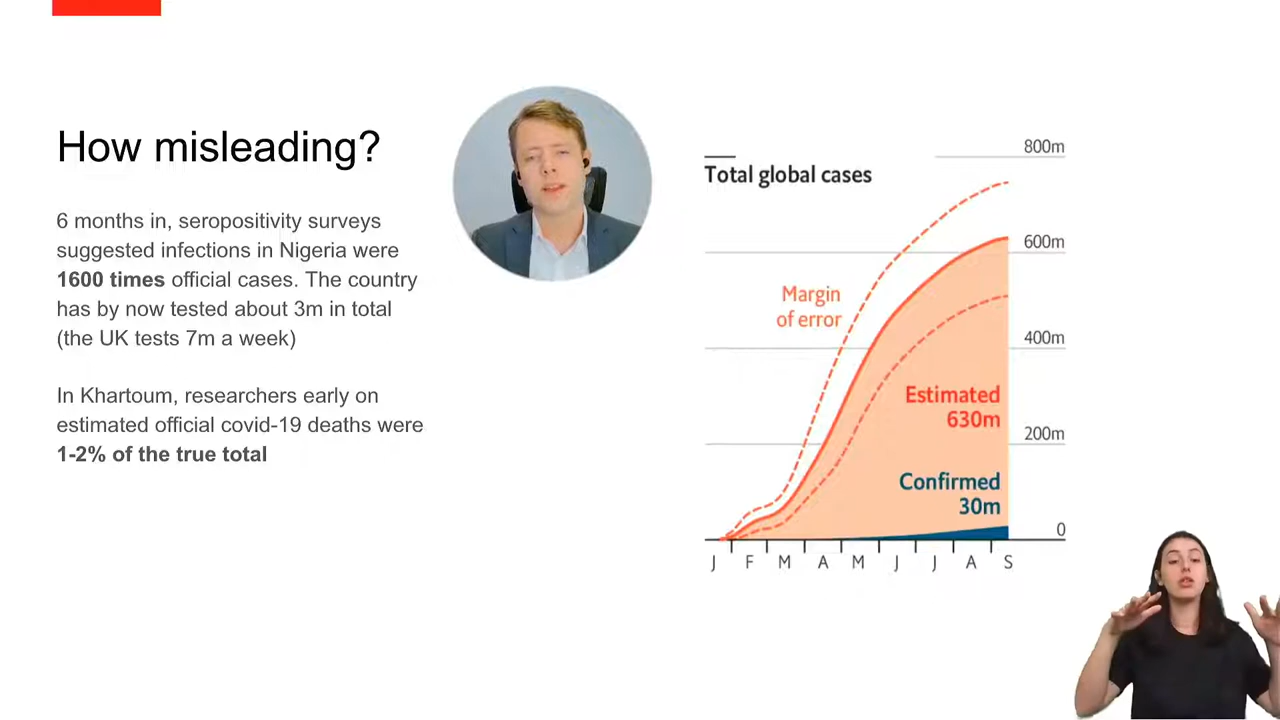 How misleading?
6 months in, seropositivity surveys
suggested infections in Nigeria were
1600 times official cases. The country
has by now tested about 3m in total
(the UK tests 7m a week)
In Khartoum, researchers early on
estimated official covid-19 deaths were
1-2% of the true total
Total global cases
800m
600m
400m
200m
0
Margin
of error
Estimated
630m
Confirmed
30m
J F M A M J J A S